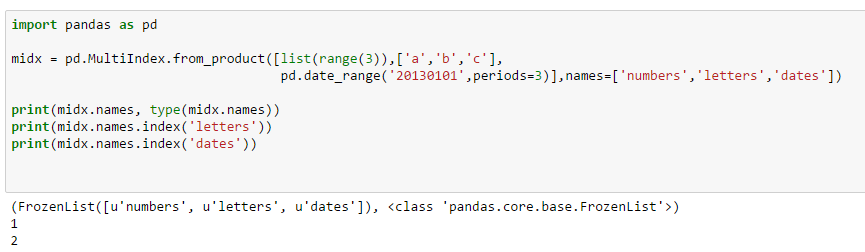 import pandas as pd
midx = pd.MultiIndex.from_product([list(range(3)),['a','b','c'],
pd.date_range('20130101',periods=3)],names=['numbers','letters','dates'])
print(midx.names, type(midx.names))
print(midx.names.index('letters'))
print(midx.names.index('dates'))
(FrozenList([u'numbers', u'letters', u'dates']), <class 'pandas.core.base.FrozenList'>)
1
2